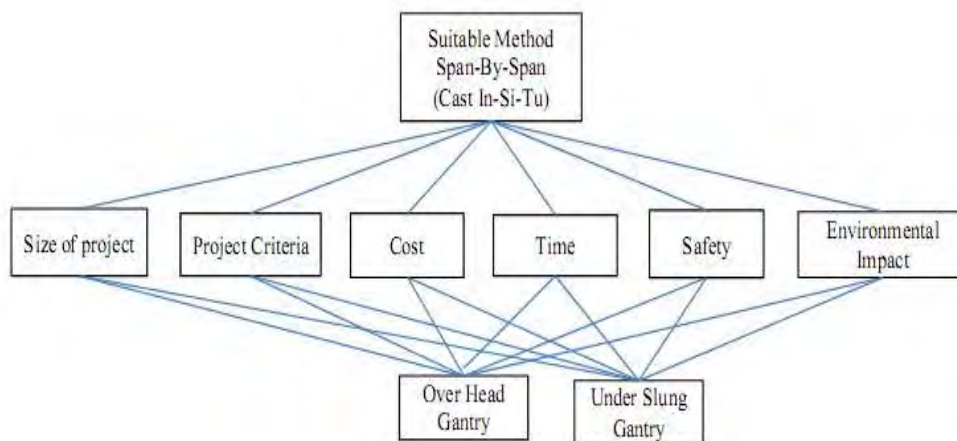 Suitable Method
Span-By-Span
(Cast In-Si-Tu)
Size of project
Project Criteria
Cost
Time
Safety
Environmental
Impact
Over Head
Gantry
Under Slung
Gantry